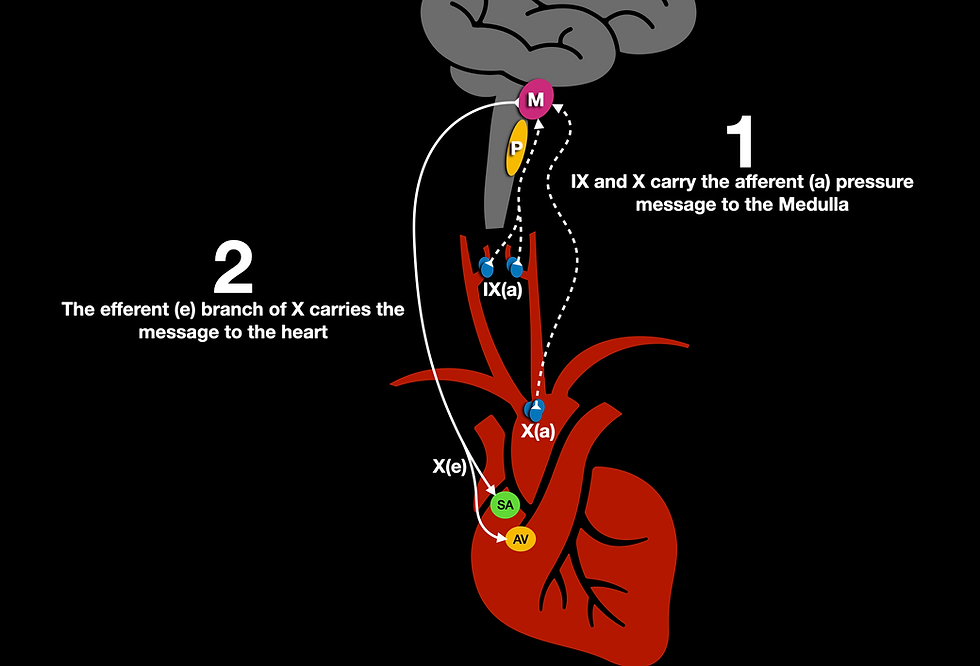 M
P
1
IX and X carry the afferent (a) pressure
message to the Medulla
2
The efferent (e) branch of X carries the
message to the heart
IX(a)
X(a)
X(e)
SA
AV